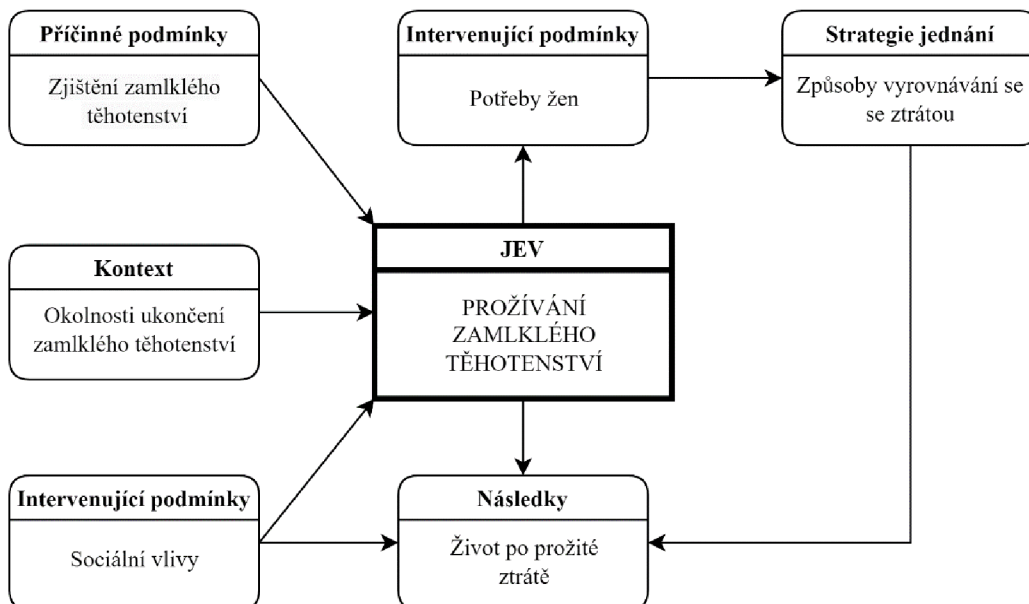 Příčinné podmínky
Zjištění zamlklého
těhotenství
Intervenující podmínky
Potřeby žen
Strategie jednání
Způsoby vyrovnávání se
se ztrátou
Kontext
Okolnosti ukončení
zamlklého těhotenství
JEV
PROŽÍVÁNÍ
ZAMLKLÉHO
TĚHOTENSTVÍ
Intervenující podmínky
Sociální vlivy
Následky
Život po prožité
ztrátě